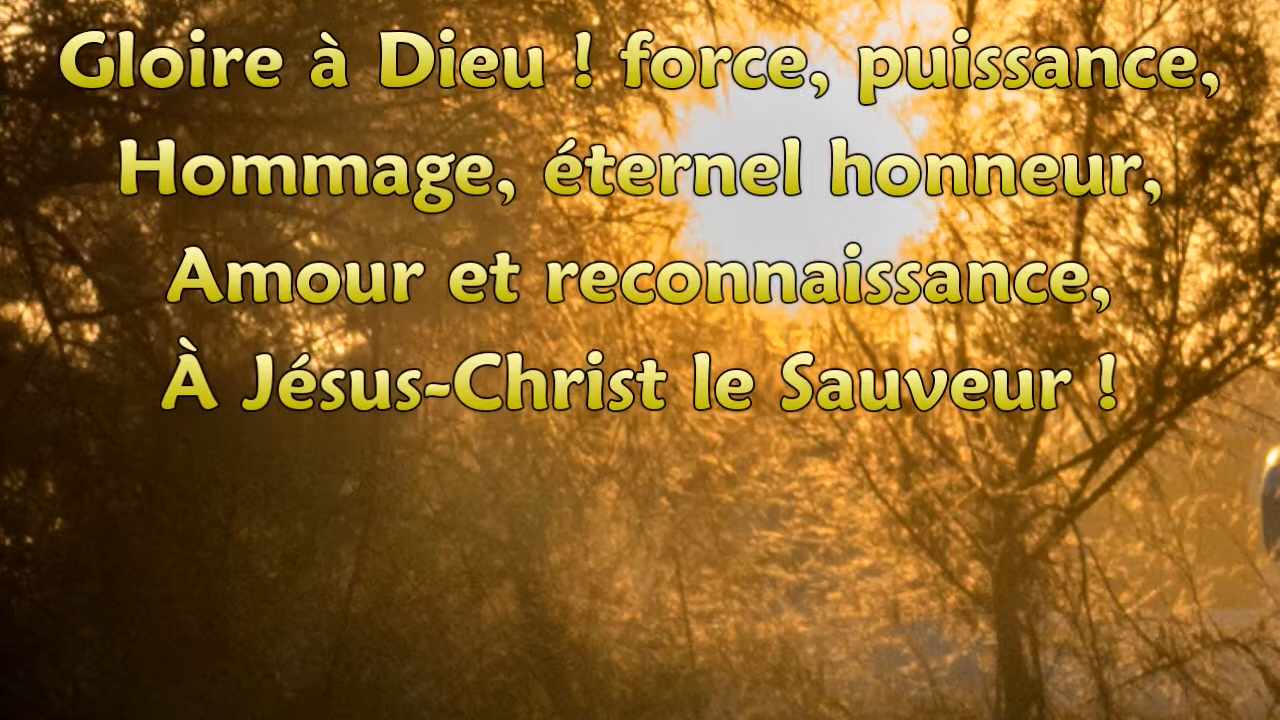 Gloire à Dieu ! force, puissance,
Hommage, éternel honneur,
Amour et reconnaissance,
À Jésus-Christ le Sauveur !